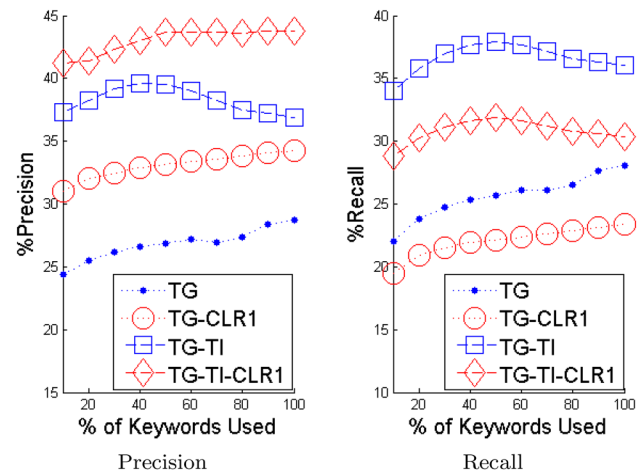 45
40
35
30
25
20
15
%Precision
20 40 60 80 100
% of Keywords Used
TG
TG-CLR1
TG-TI
TG-TI-CLR1
Precision
40
35
30
25
20
15
10
%Recall
20 40 60 80 100
% of Keywords Used
TG
TG-CLR1
TG-TI
TG-TI-CLR1
Recall